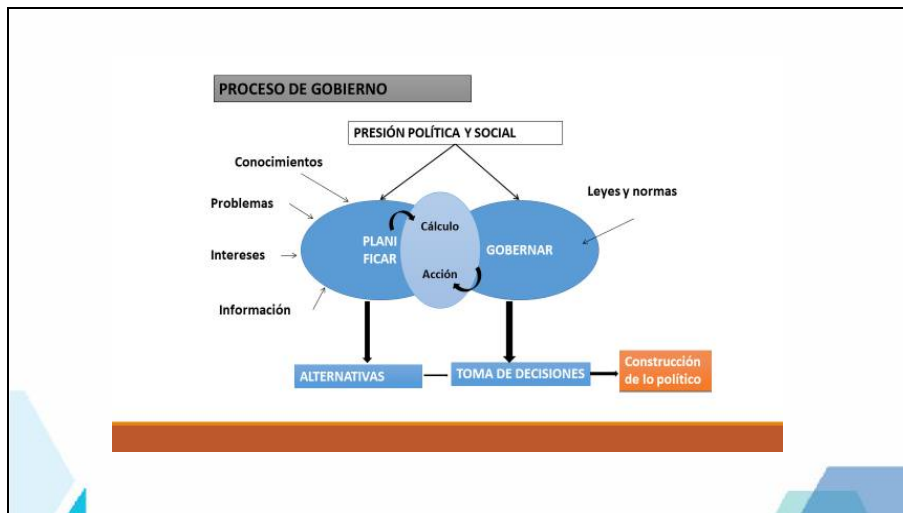 PROCESO DE GOBIERNO
PRESIÓN POLÍTICA Y SOCIAL
Conocimientos
Problemas
Intereses
Información
Leyes y normas
PLANI
FICAR
Cálculo
Acción
GOBERNAR
ALTERNATIVAS
TOMA DE DECISIONES
Construcción
de lo político